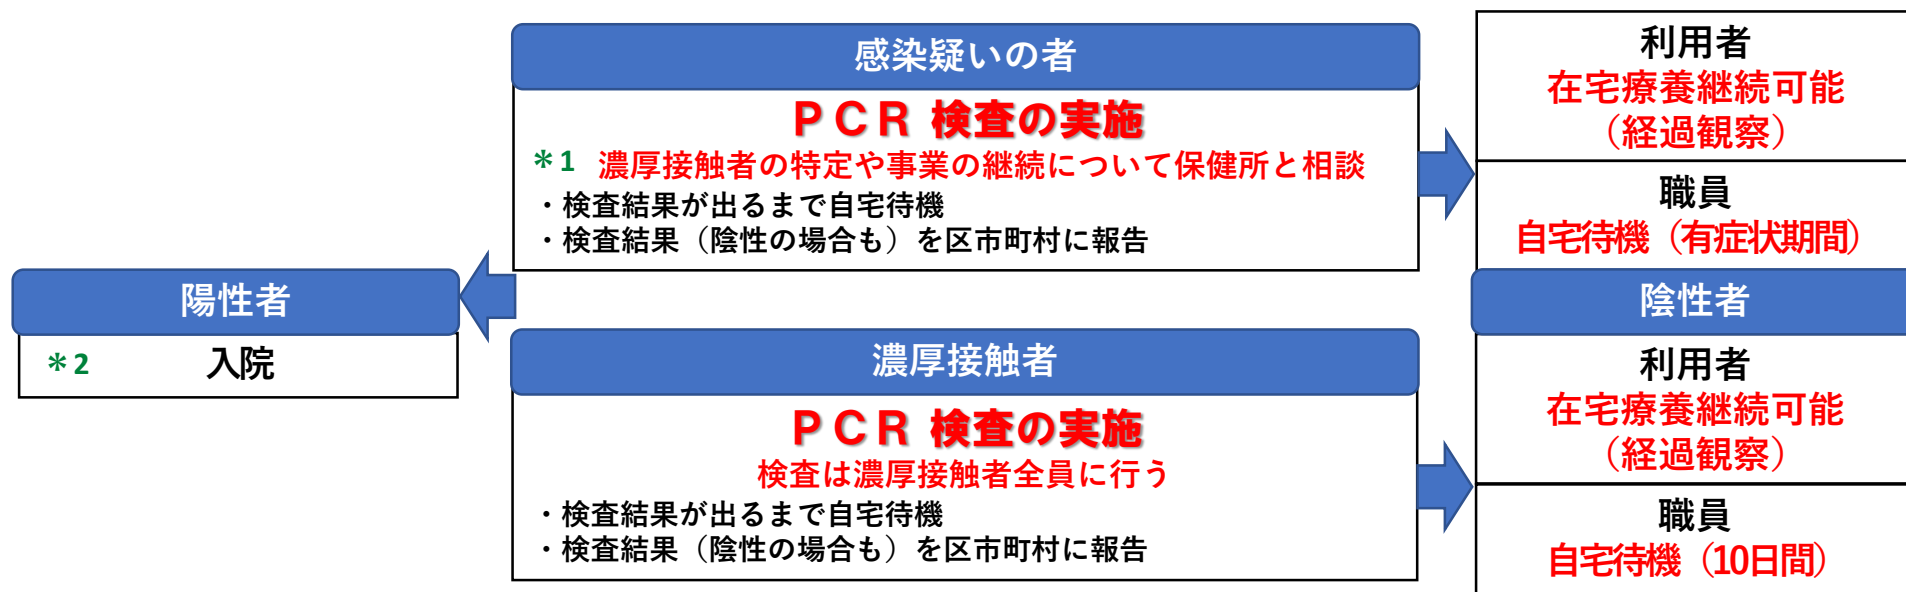 感染疑いの者
ＰＣＲ 検査の実施
＊1 濃厚接触者の特定や事業の継続について保健所と相談
・検査結果が出るまで自宅待機
・検査結果（陰性の場合も）を区市町村に報告
利用者
在宅療養継続可能
（経過観察）
職員
自宅待機（有症状期間）
陽性者
＊2 入院
陰性者
濃厚接触者
ＰＣＲ 検査の実施
検査は濃厚接触者全員に行う
・検査結果が出るまで自宅待機
・検査結果（陰性の場合も）を区市町村に報告
利用者
在宅療養継続可能
（経過観察）
職員
自宅待機（10日間）